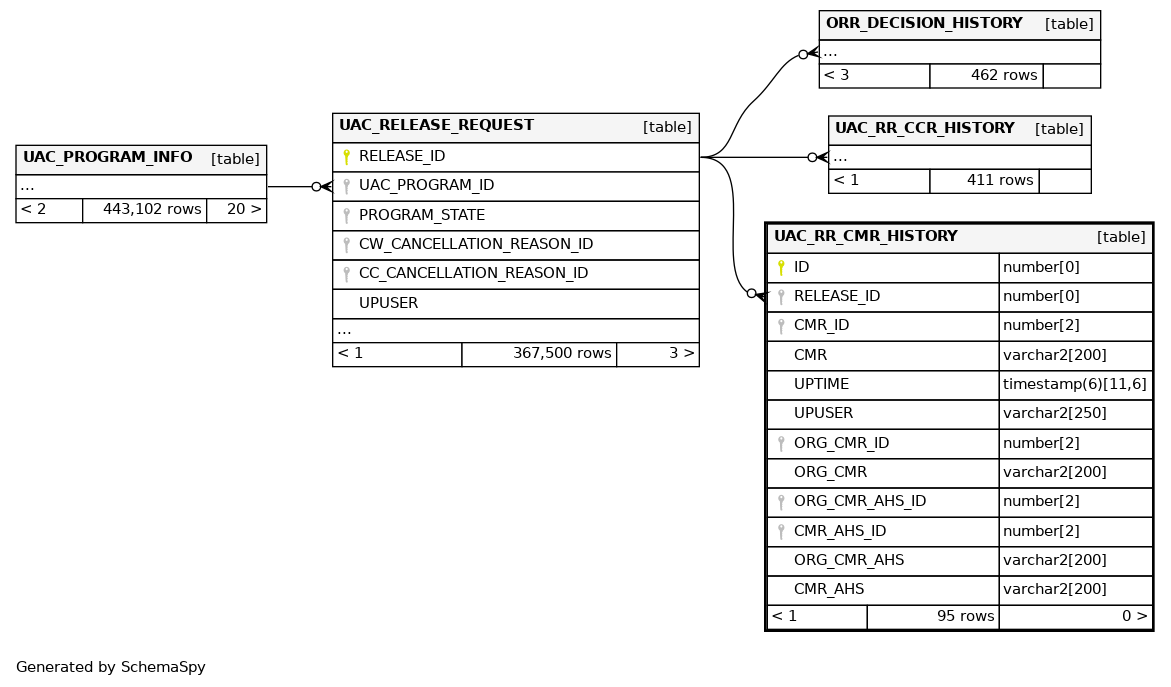 ORR_DECISION_HISTORY [table]
...
< 3 462 rows
UAC_RELEASE_REQUEST [table]
RELEASE_ID
UAC_PROGRAM_ID
PROGRAM_STATE
CW_CANCELLATION_REASON_ID
CC_CANCELLATION_REASON_ID
UPUSER
...
< 1 367,500 rows 3 >
UAC_RR_CCR_HISTORY [table]
...
< 1 411 rows
UAC_PROGRAM_INFO [table]
...
< 2 443,102 rows 20 >
UAC_RR_CMR_HISTORY [table]
ID number[0]
RELEASE_ID number[0]
CMR_ID number[2]
CMR varchar2[200]
UPTIME timestamp(6)[11,6]
UPUSER varchar2[250]
ORG_CMR_ID number[2]
ORG_CMR varchar2[200]
ORG_CMR_AHS_ID number[2]
CMR_AHS_ID number[2]
ORG_CMR_AHS varchar2[200]
CMR_AHS varchar2[200]
< 1 95 rows 0 >
Generated by SchemaSpy